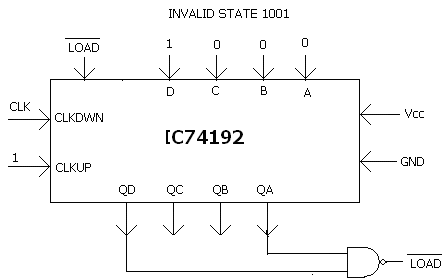 INVALID STATE 1001
LOAD 1 0 0 0
D C B A
CLK CLKDWN Vcc
IC74192
1 CLKUP GND
QD QC QB QA
LOAD